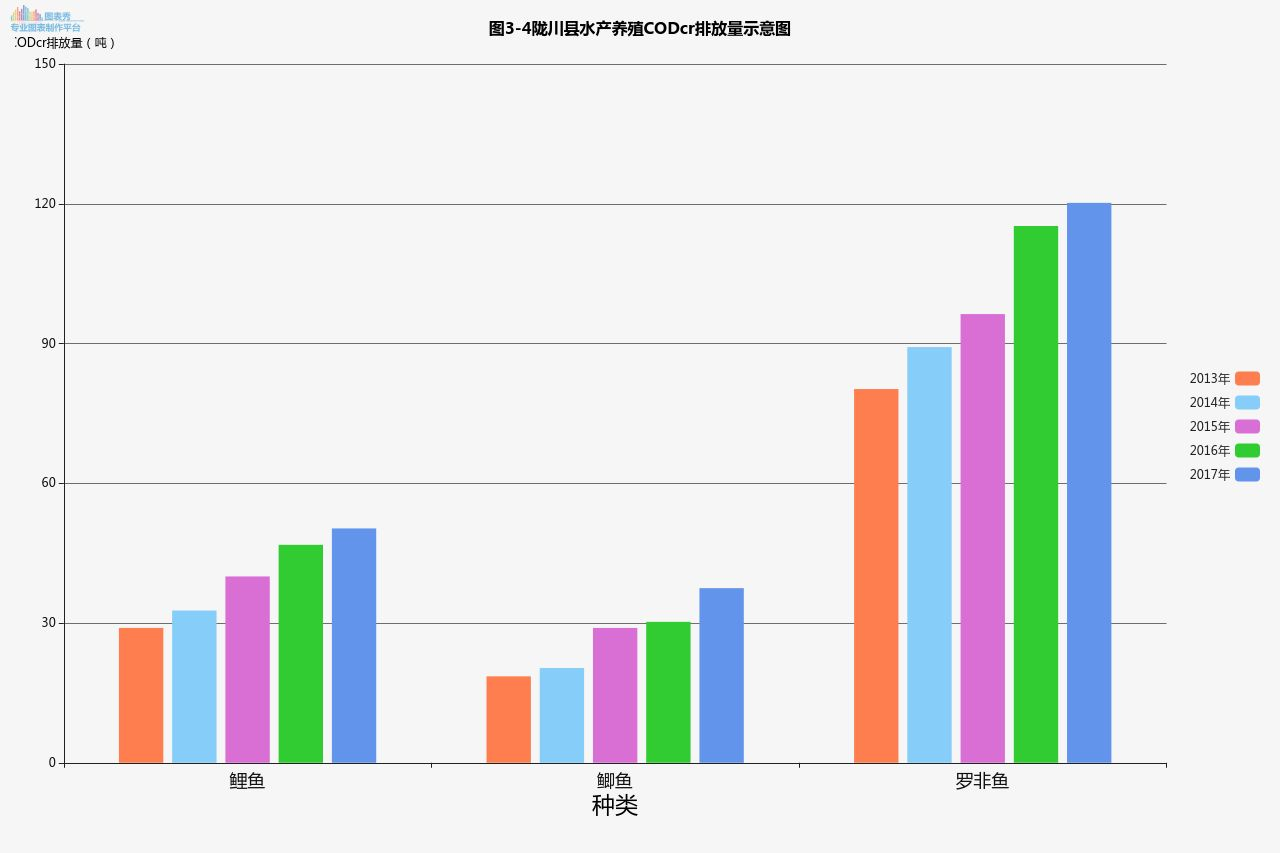 图表秀
专业图表制作平台
图3-4陇川县水产养殖CODcr排放量示意图
CODcr排放量（吨）
150
120
90
60
30
0
2013年
2014年
2015年
2016年
2017年
鲤鱼 鲫鱼 罗非鱼
种类